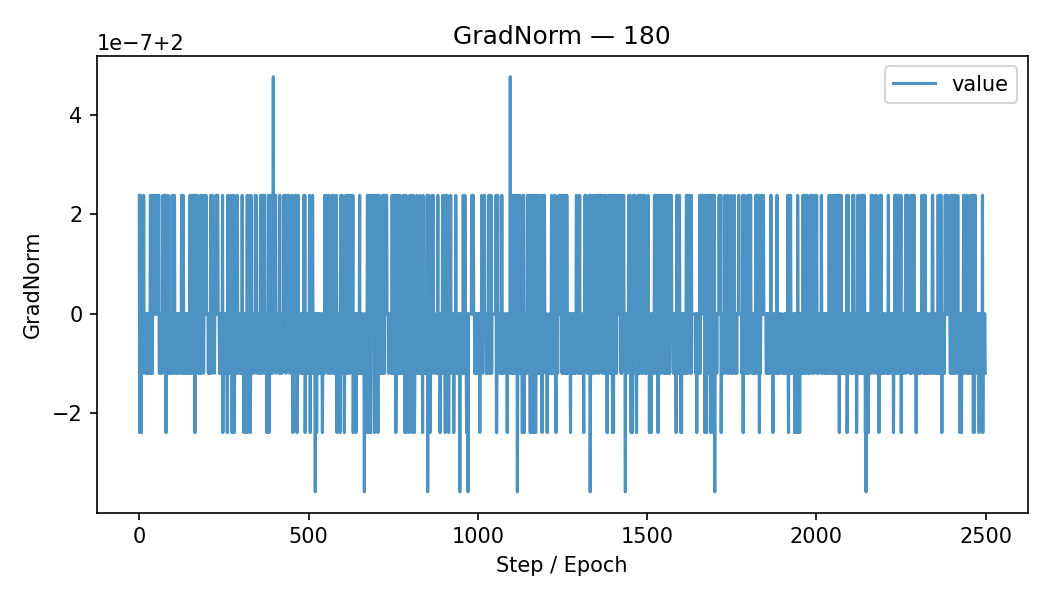 GradNorm — 180
1e−7+2
value
4
2
0
−2
GradNorm
0
500
1000
1500
2000
2500
Step / Epoch